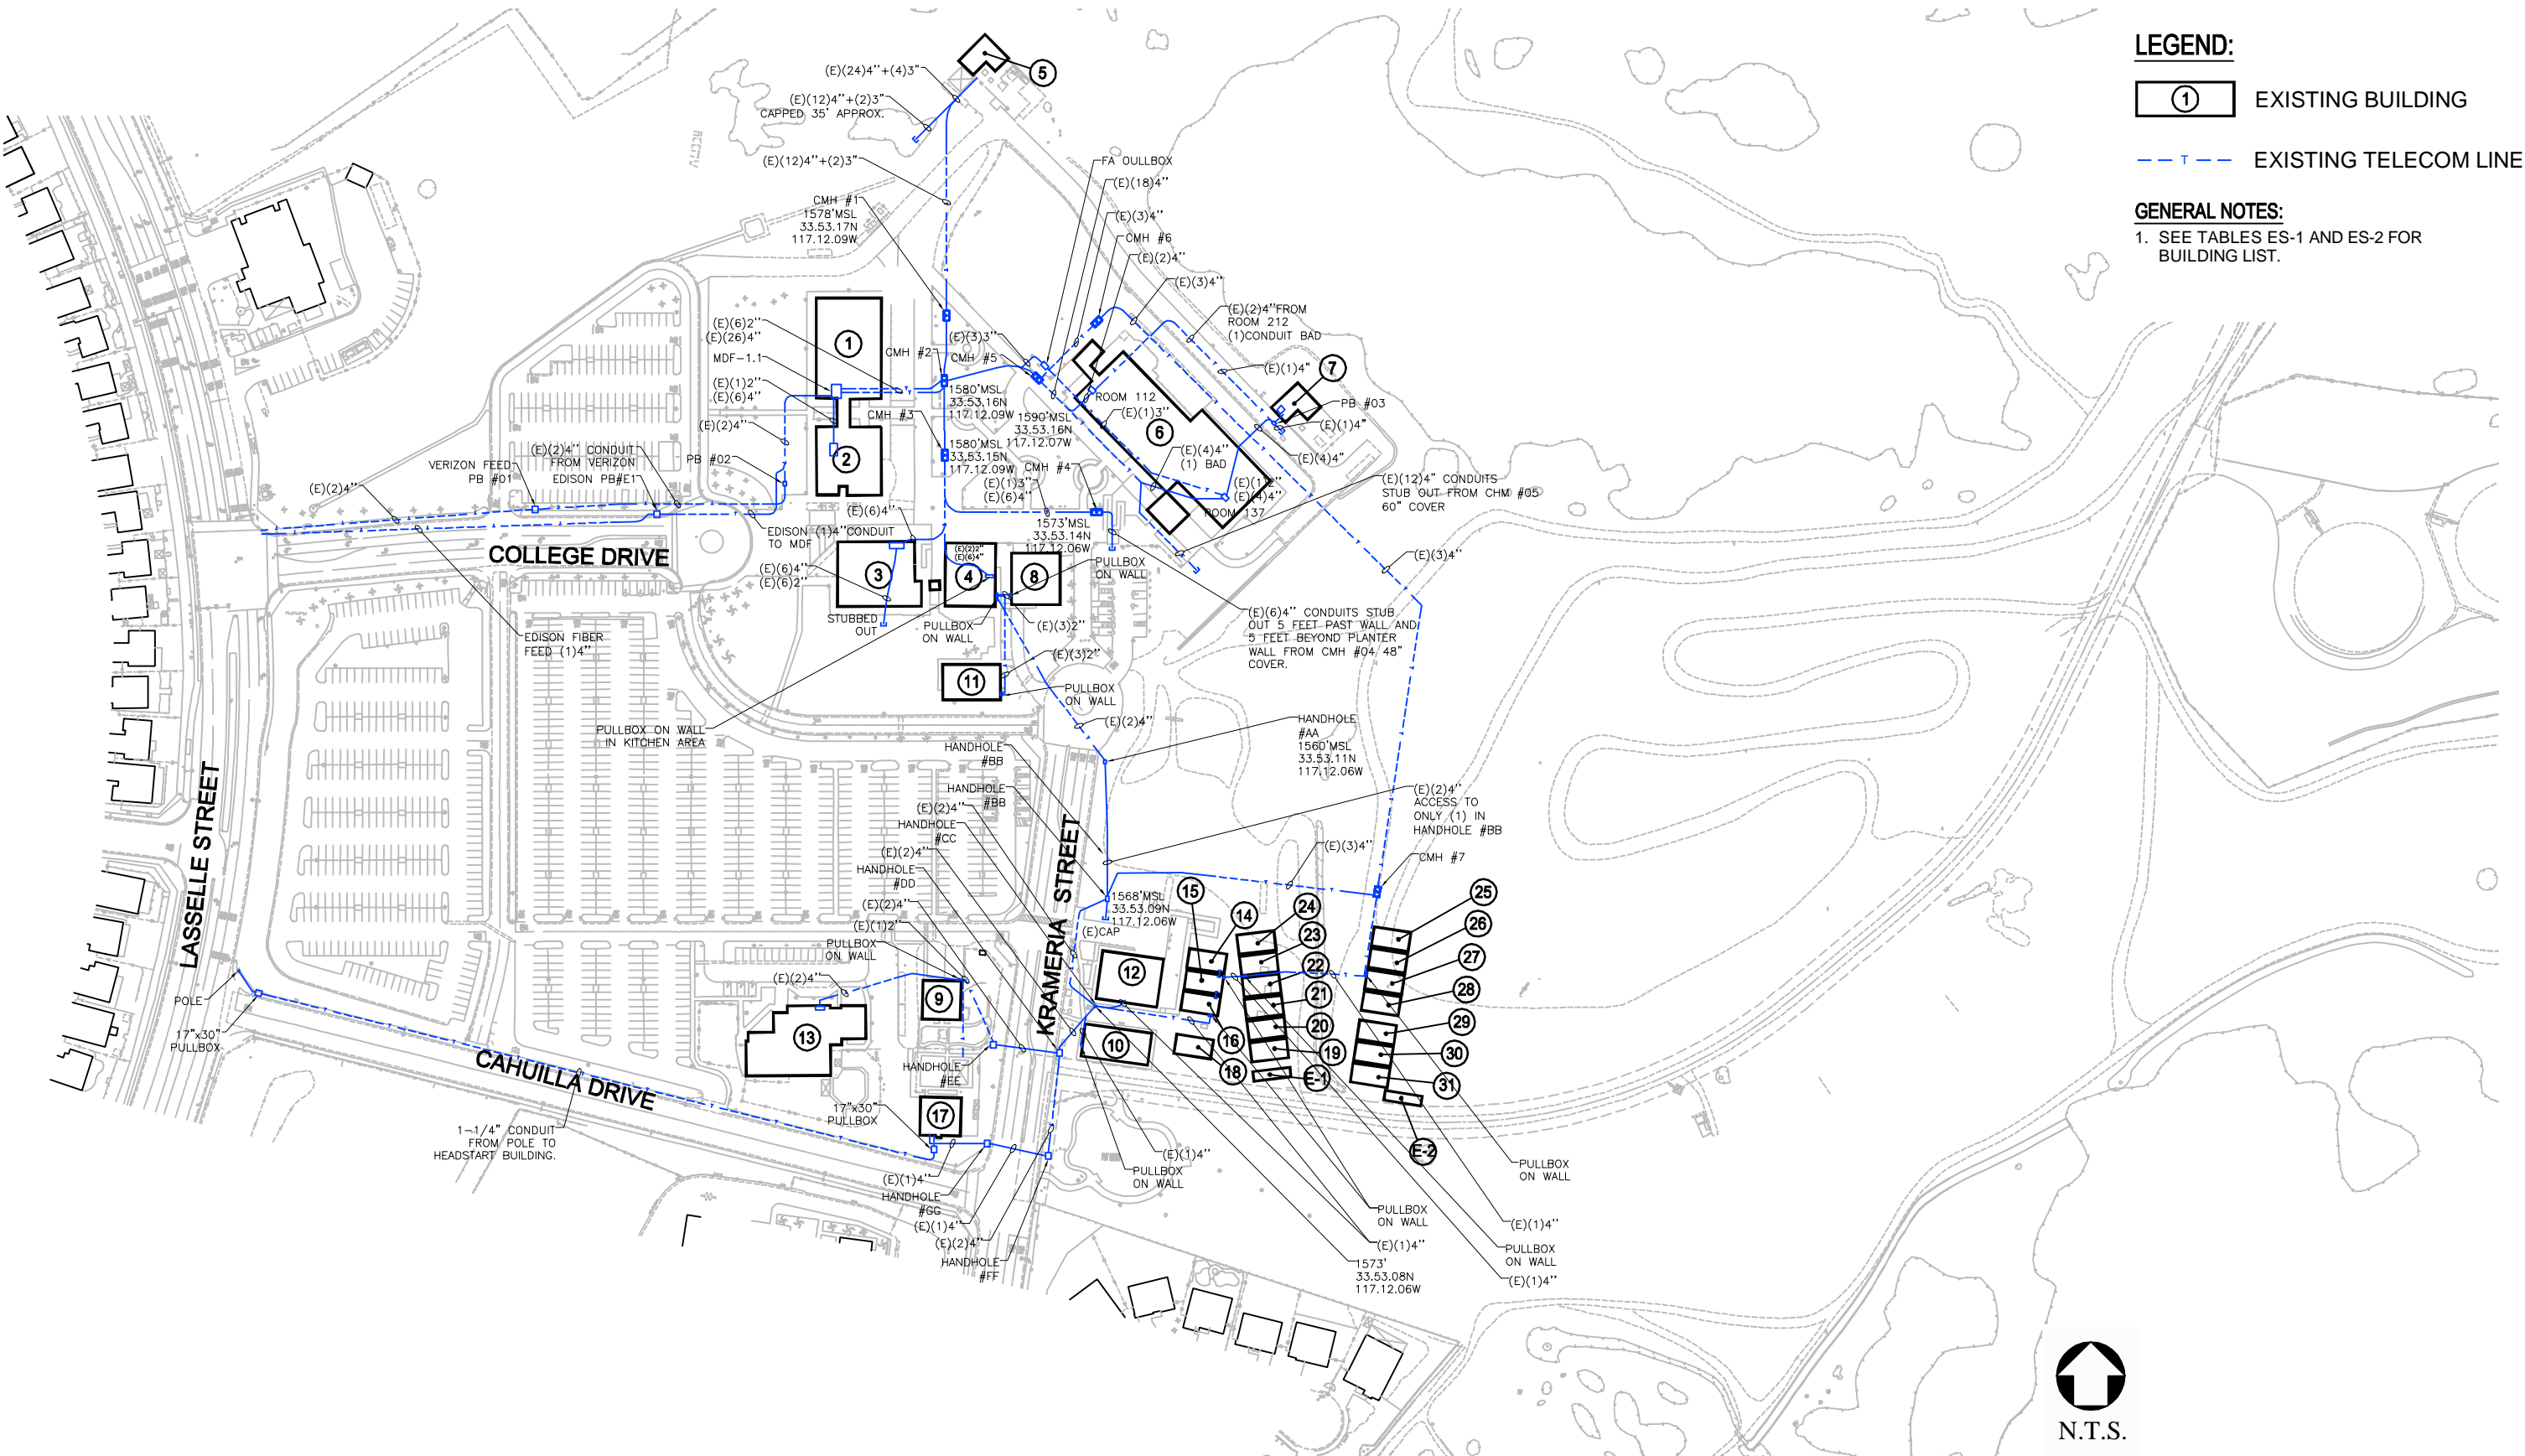 LEGEND:
1
EXISTING BUILDING
T
EXISTING TELECOM LINE
GENERAL NOTES:
1. SEE TABLES ES-1 AND ES-2 FOR
BUILDING LIST.
5
(E)(24)4"+(4)3"
(E)(12)4"+(2)3"
CAPPED 35' APPROX.
(E)(12)4"+(2)3"
CMH #1
1578'MSL
33.53.17N
117.12.09W
FA OULLBOX
(E)(18)4"
(E)(3)4"
CMH #6
(E)(2)4"
(E)(3)4"
(E)(2)4"FROM
ROOM 212
(1)CONDUIT BAD
(E)(1)4"
7
PB #03
(E)(1)4"
(E)(4)4"
(E)(6)2"
(E)(26)4"
MDF-1.1
(E)(1)2"
(E)(6)4"
(E)(2)4"
1
2
CMH #2
(E)(3)3"
CMH #5
1580'MSL
33.53.16N
117.12.09W
CMH #3
1590'MSL
33.53.16N
117.12.07W
1580'MSL
33.53.15N
117.12.09W
CMH #4
(E)(1)3"
(E)(6)4"
ROOM 112
(E)(1)3"
6
(E)(4)4"
(1) BAD
(E)(1)2"
(E)(4)4"
ROOM 137
(E)(12)4" CONDUITS
STUB OUT FROM CHM #05
60" COVER
1573'MSL
33.53.14N
117.12.06W
(E)(2)4" CONDUIT
FROM VERIZON
VERIZON FEED
PB #01
EDISON PB#E1
PB #02
(E)(2)4"
(E)(6)4"
EDISON (1)4"CONDUIT
TO MDF
COLLEGE DRIVE
(E)(6)4"
(E)(6)2"
3
(E)(2)2"
(E)(6)4"
4
8
PULLBOX
ON WALL
(E)(3)4"
STUBBED
OUT
PULLBOX
ON WALL
(E)(3)2"
(E)(6)4" CONDUITS STUB
OUT 5 FEET PAST WALL AND
5 FEET BEYOND PLANTER
WALL FROM CMH #04 48"
COVER.
EDISON FIBER
FEED (1)4"
(E)(3)2"
11
PULLBOX
ON WALL
PULLBOX ON WALL
IN KITCHEN AREA
(E)(2)4"
HANDHOLE
#AA
1560'MSL
33.53.11N
117.12.06W
HANDHOLE
#BB
HANDHOLE
#BB
(E)(2)4"
HANDHOLE
#CC
(E)(2)4"
HANDHOLE
#DD
(E)(2)4"
(E)(1)2"
PULLBOX
ON WALL
(E)(2)4"
(E)(2)4"
ACCESS TO
ONLY (1) IN
HANDHOLE #BB
(E)(3)4"
CMH #7
LASSELLE STREET
KRAMERIA STREET
1568'MSL
33.53.09N
117.12.06W
(E)CAP
15
14
24
23
22
21
20
19
E-1
16
18
25
26
27
28
29
30
31
E-2
12
10
9
13
17
POLE
17"x30"
PULLBOX
CAHUILLA DRIVE
HANDHOLE
#EE
17"x30"
PULLBOX
1-1/4" CONDUIT
FROM POLE TO
HEADSTART BUILDING.
(E)(1)4"
HANDHOLE
#GG
(E)(1)4"
(E)(2)4"
HANDHOLE
#FF
(E)(1)4"
PULLBOX
ON WALL
PULLBOX
ON WALL
PULLBOX
ON WALL
(E)(1)4"
(E)(1)4"
PULLBOX
ON WALL
(E)(1)4"
1573'
33.53.08N
117.12.06W
N.T.S.